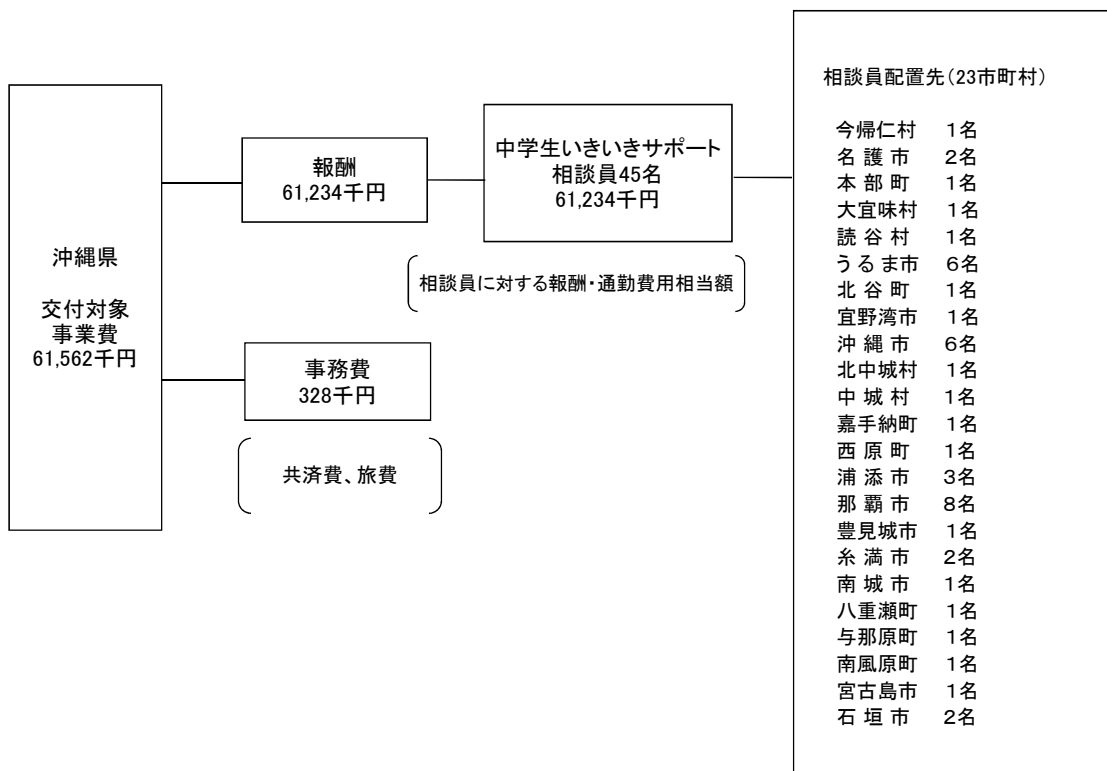 沖縄県
交付対象
事業費
61,562千円
報酬
61,234千円
事務費
328千円
共済費、旅費
中学生いきいきサポート
相談員45名
61,234千円
相談員に対する報酬・通勤費用相当額
相談員配置先(23市町村)
今帰仁村 1名
名護市 2名
本部町 1名
大宜味村 1名
読谷村 1名
うるま市 6名
北谷町 1名
宜野湾市 1名
沖縄市 6名
北中城村 1名
中城村 1名
嘉手納町 1名
西原町 1名
浦添市 3名
那覇市 8名
豊見城市 1名
糸満市 2名
南城市 1名
八重瀬町 1名
与那原町 1名
南風原町 1名
宮古島市 1名
石垣市 2名